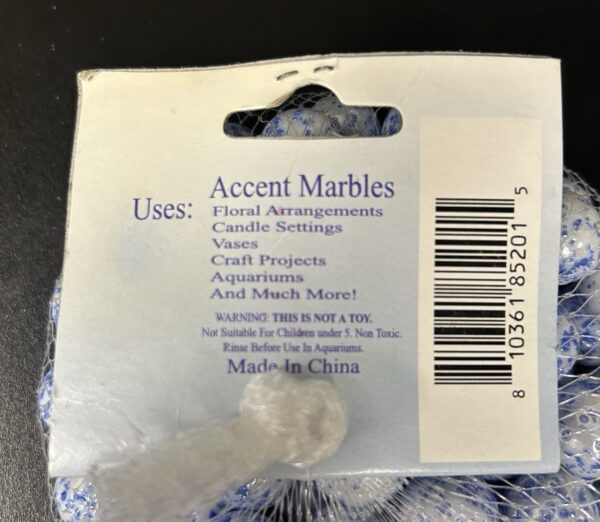 Accent Marbles
Uses:
Floral Arrangements
Candle Settings
Vases
Craft Projects
Aquariums
And Much More!
WARNING: THIS IS NOT A TOY.
Not Suitable For Children under 5. Non Toxic.
Rinse Before Use In Aquariums.
Made In China
8 10361 85201 5